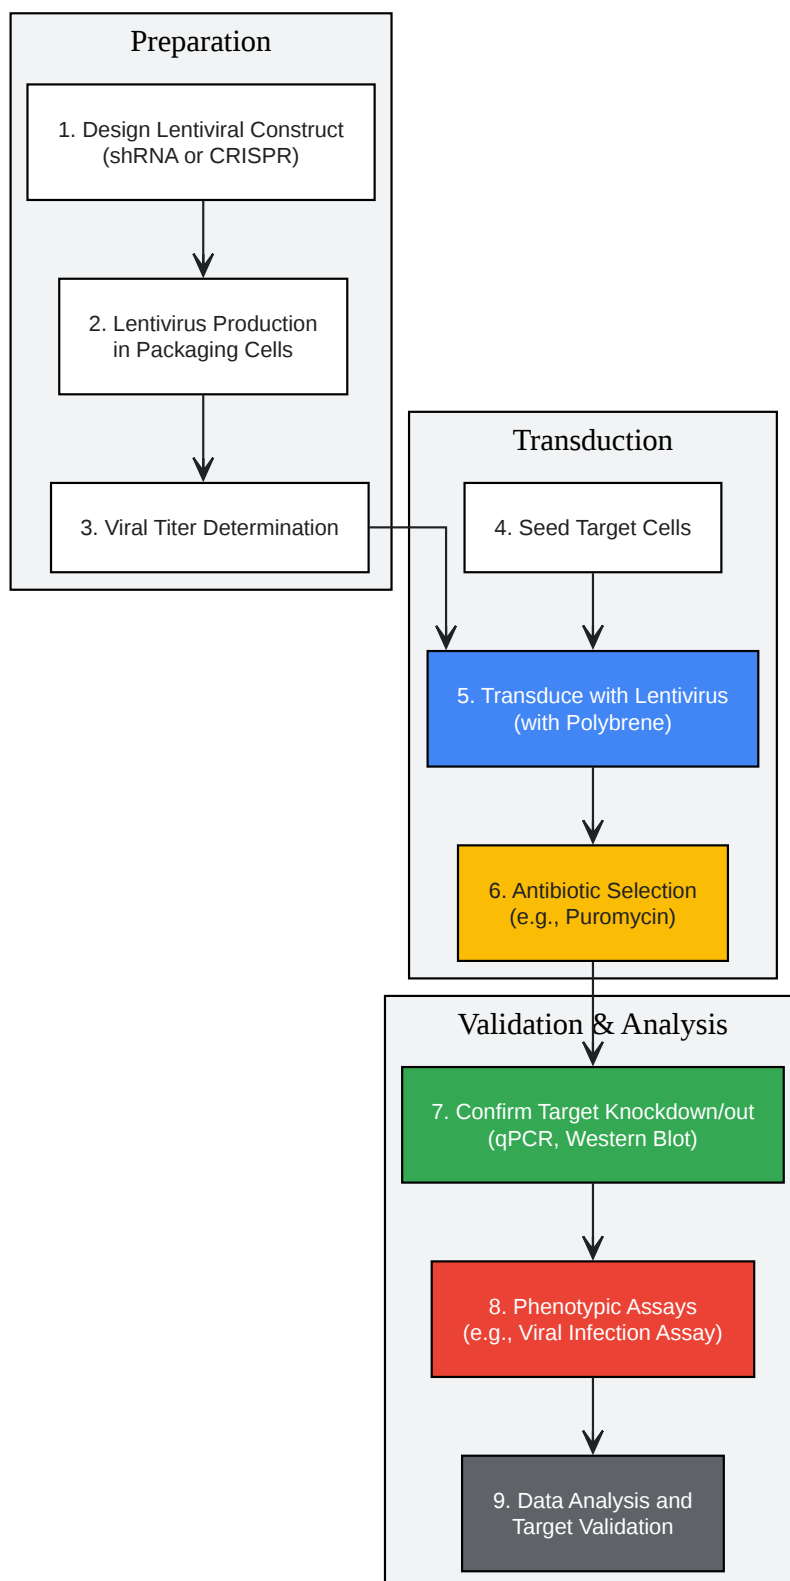 Preparation
1. Design Lentiviral Construct
(shRNA or CRISPR)
2. Lentivirus Production
in Packaging Cells
3. Viral Titer Determination
Transduction
4. Seed Target Cells
5. Transduce with Lentivirus
(with Polybrene)
6. Antibiotic Selection
(e.g., Puromycin)
Validation & Analysis
7. Confirm Target Knockdown/out
(qPCR, Western Blot)
8. Phenotypic Assays
(e.g., Viral Infection Assay)
9. Data Analysis and
Target Validation